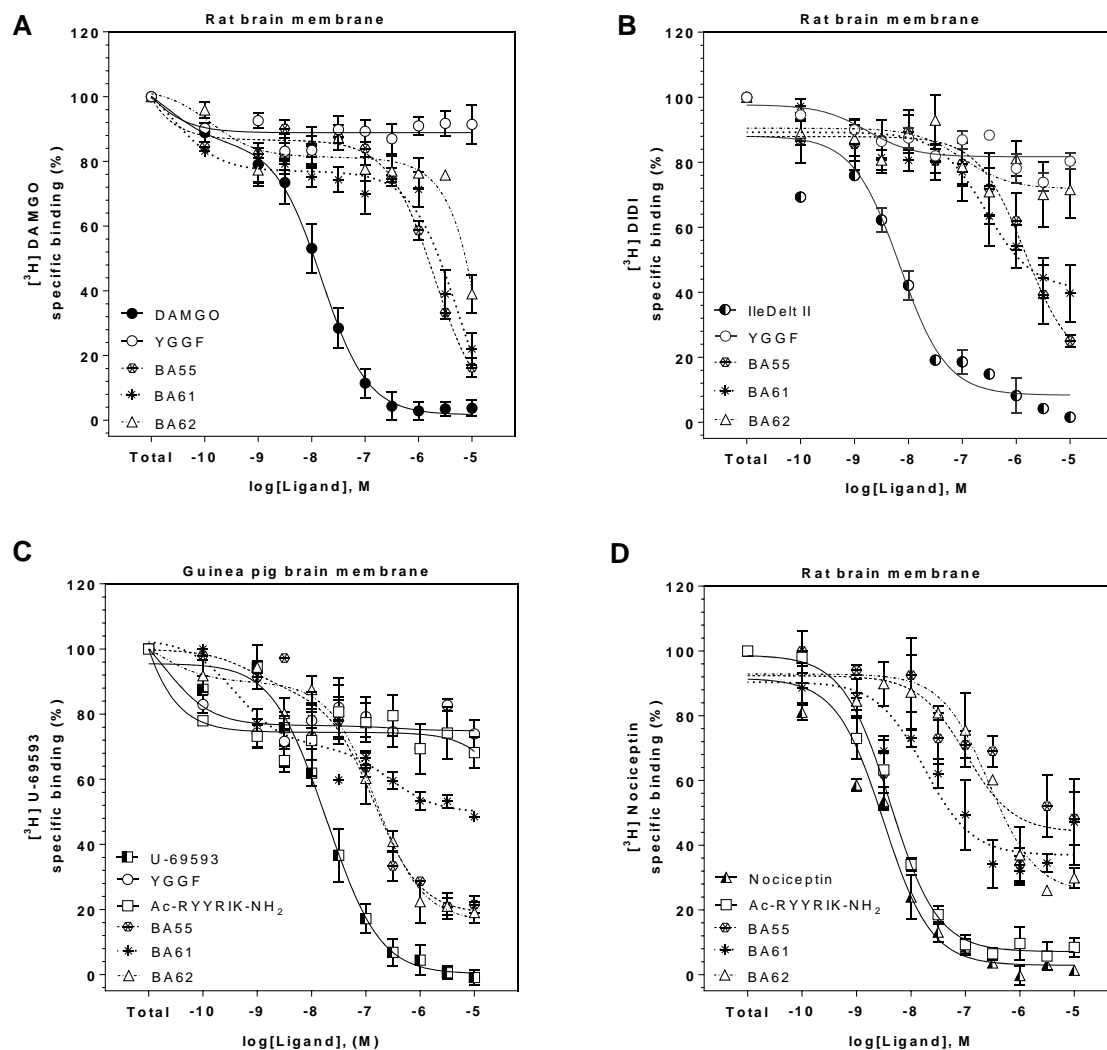 A
Rat brain membrane
120
100
80
60
40
20
0
[³H] DAMGO
specific binding (%)
DAMGO
YGGF
BA55
BA61
BA62
Total -10 -9 -8 -7 -6 -5
log[Ligand], M
B
Rat brain membrane
120
100
80
60
40
20
0
[³H] DIDI
specific binding (%)
IleDelt II
YGGF
BA55
BA61
BA62
Total -10 -9 -8 -7 -6 -5
log[Ligand], M
C
Guinea pig brain membrane
120
100
80
60
40
20
0
[³H] U-69593
specific binding (%)
U-69593
YGGF
Ac-RYYRIK-NH₂
BA55
BA61
BA62
Total -10 -9 -8 -7 -6 -5
log[Ligand], (M)
D
Rat brain membrane
120
100
80
60
40
20
0
[³H] Nociceptin
specific binding (%)
Nociceptin
Ac-RYYRIK-NH₂
BA55
BA61
BA62
Total -10 -9 -8 -7 -6 -5
log[Ligand], M